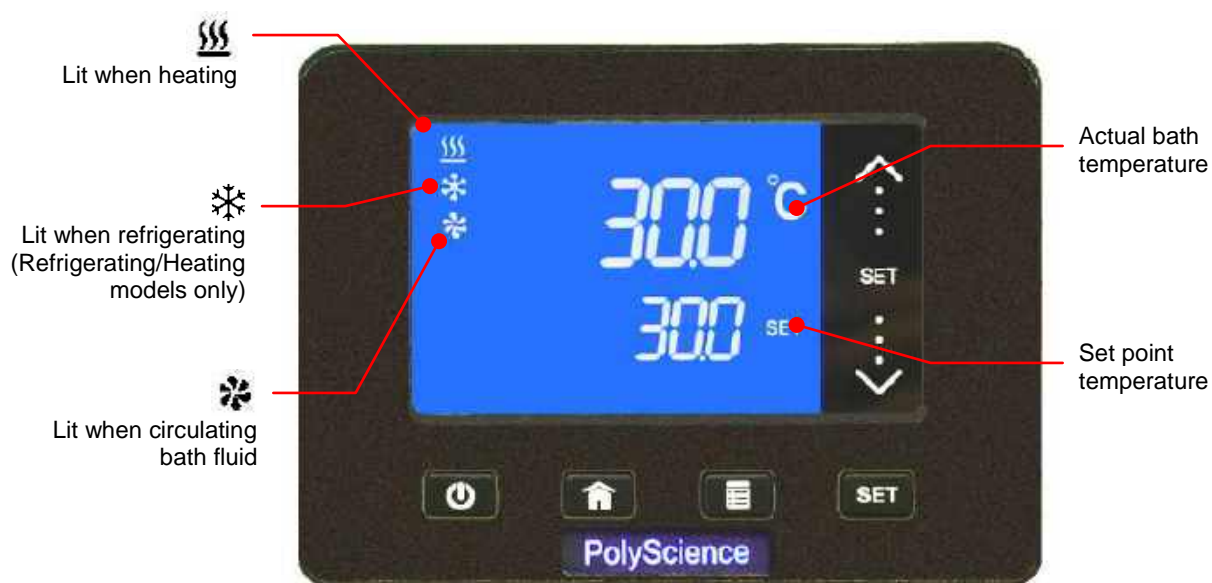 Lit when heating
Lit when refrigerating
(Refrigerating/Heating
models only)
Lit when circulating
bath fluid
30.0 °C
30.0 SET
SET
Actual bath
temperature
Set point
temperature
SET
PolyScience